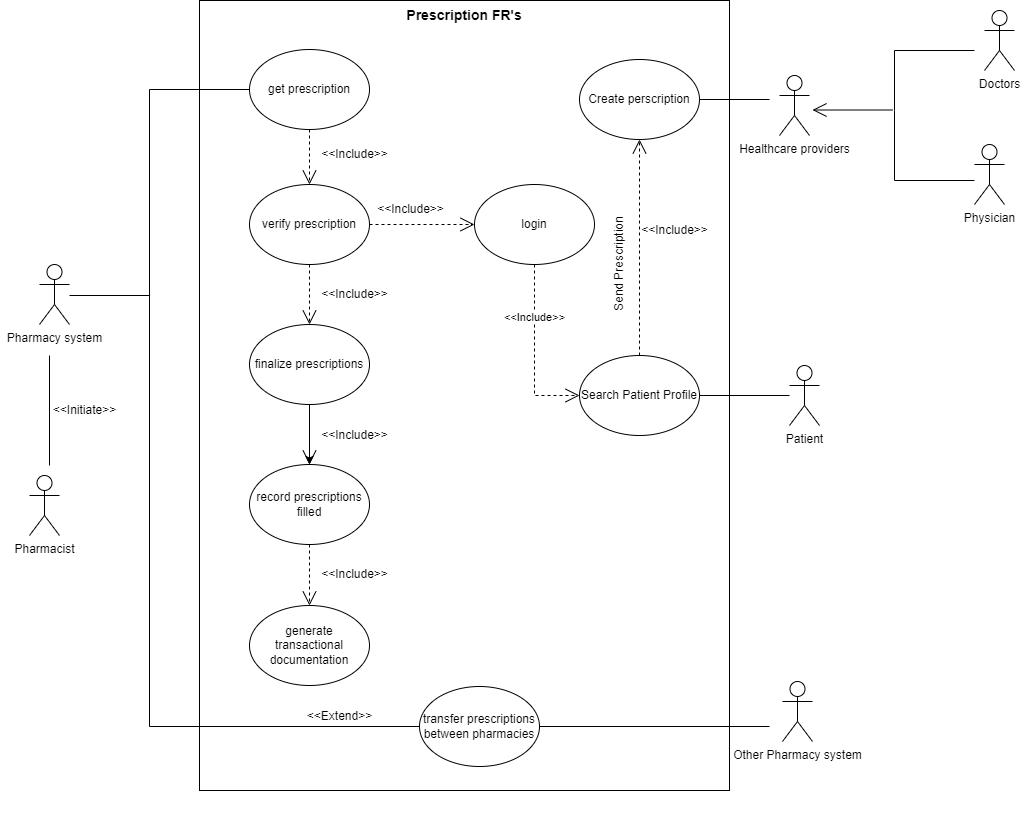 Prescription FR's
get prescription
Create perscription
Doctors
<<Include>>
Healthcare providers
<<Include>>
verify prescription
login
Send Prescription
<<Include>>
Physician
<<Include>>
<<Include>>
Pharmacy system
finalize prescriptions
Search Patient Profile
<<Initiate>>
<<Include>>
Patient
record prescriptions
filled
Pharmacist
<<Include>>
generate
transactional
documentation
<<Extend>>
transfer prescriptions
between pharmacies
Other Pharmacy system